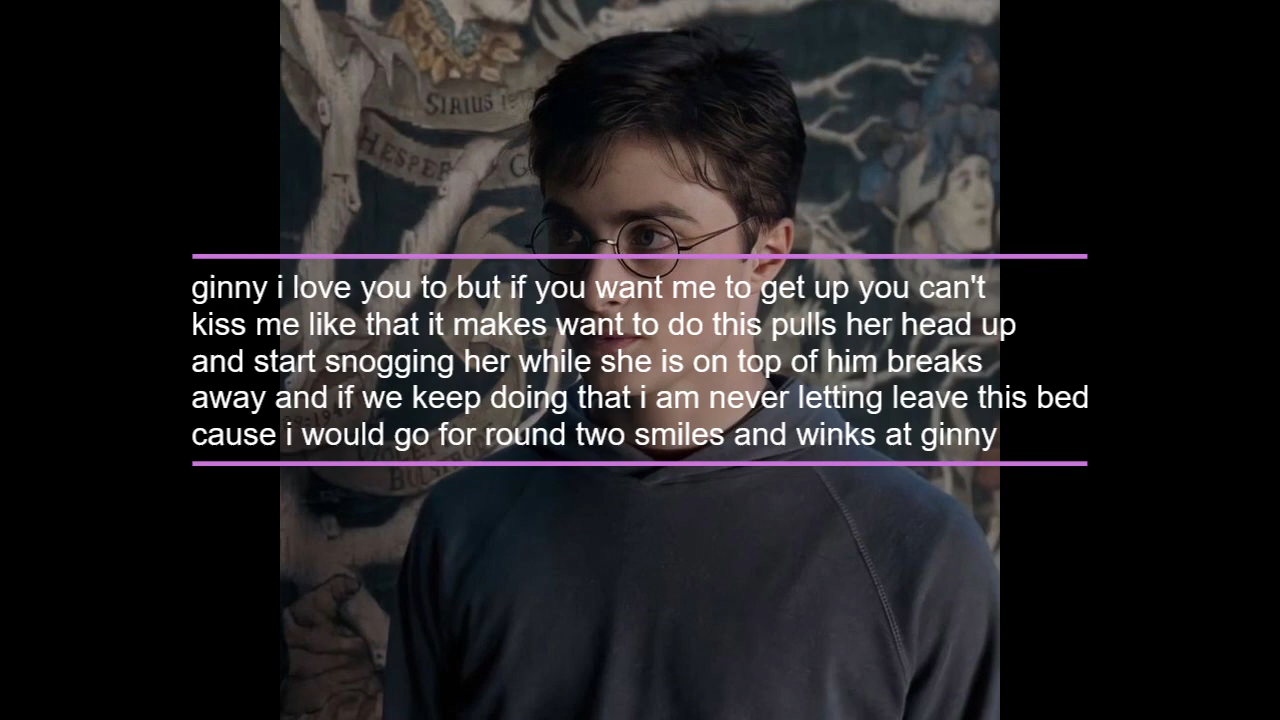 SIRIUS
HESPER
ginny i love you to but if you want me to get up you can't
kiss me like that it makes want to do this pulls her head up
and start snogging her while she is on top of him breaks
away and if we keep doing that i am never letting leave this bed
cause i would go for round two smiles and winks at ginny